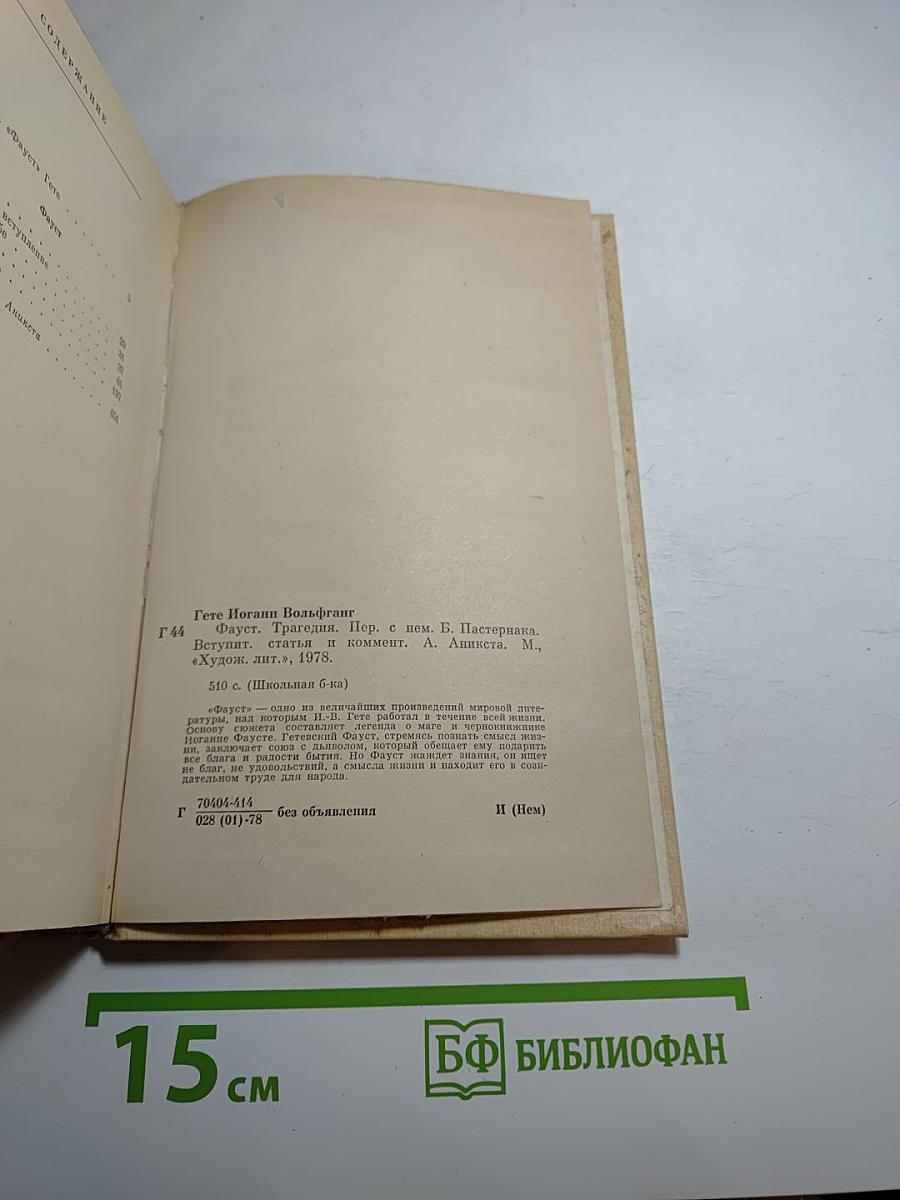 СОДЕРЖАНИЕ
«Фауст» Гете
Фауст
вступление
Аникста
29
31
32
41
197
Гете Иоганн Вольфганг
Г 44 Фауст. Трагедия. Пер. с нем. Б. Пастернака.
Вступит. статья и коммент. А. Аникста. М.,
«Худож. лит.», 1978.
510 с. (Школьная б-ка)
«Фауст» — одно из величайших произведений мировой лите-
ратуры, над которым И.-В. Гете работал в течение всей жизни.
Основу сюжета составляет легенда о маге и чернокнижнике
Иоганне Фаусте. Гетевский Фауст, стремясь познать смысл жиз-
ни, заключает союз с дьяволом, который обещает ему подарить
все блага и радости бытия. Но Фауст жаждет знания, он ищет
не благ, не удовольствий, а смысла жизни и находит его в сози-
дательном труде для народа.
Г 70404-414
028 (01)-78 без объявления И (Нем)
15 см
БФ БИБЛИОФАН